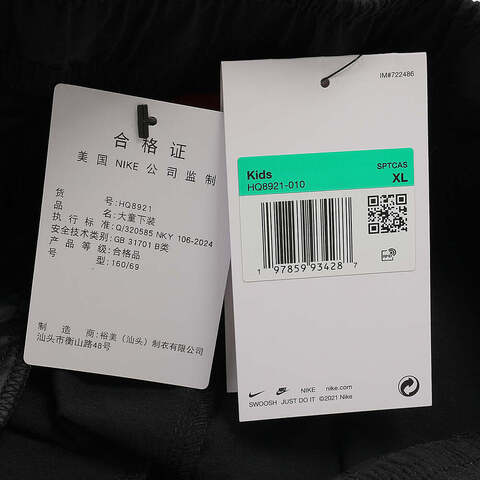 合格证
美国 NIKE 公司监制
货 号:HQ8921
品 名:大童下装
执行标准:Q/320585 NKY 106-2024
安全技术类别:GB 31701 B类
产品等级:合格品
号 型:160/69
制 造 商:裕美(汕头)制衣有限公司
汕头市衡山路48号
IM#722486
Kids
SPTCAS
HQ8921-010
XL
1 97859 93428 7
RFID
NIKE nike.com
SWOOSH JUST DO IT ©2021 Nike